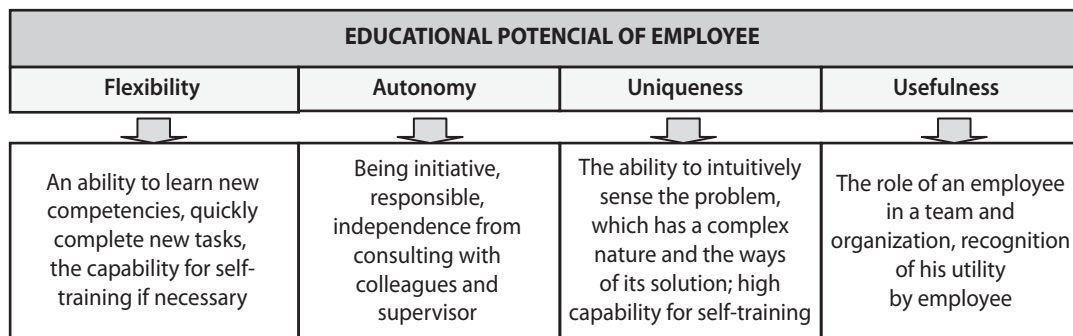 EDUCATIONAL POTENCIAL OF EMPLOYEE
Flexibility
Autonomy
Uniqueness
Usefulness
An ability to learn new
competencies, quickly
complete new tasks,
the capability for self-
training if necessary
Being initiative,
responsible,
independence from
consulting with
colleagues and
supervisor
The ability to intuitively
sense the problem,
which has a complex
nature and the ways
of its solution; high
capability for self-training
The role of an employee
in a team and
organization, recognition
of his utility
by employee